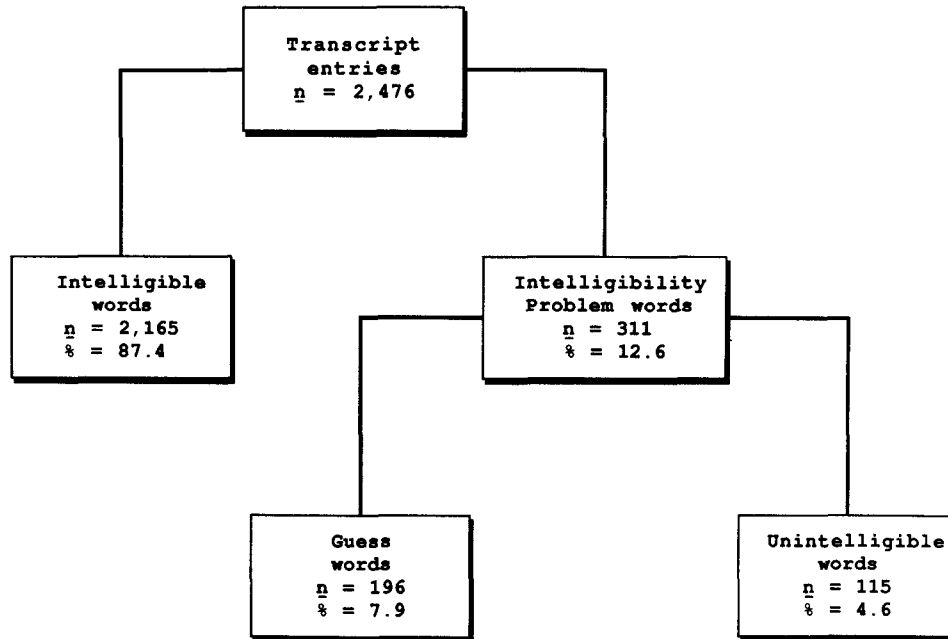 Transcript
entries
n = 2,476
Intelligible
words
n = 2,165
% = 87.4
Intelligibility
Problem words
n = 311
% = 12.6
Guess
words
n = 196
% = 7.9
Unintelligible
words
n = 115
% = 4.6